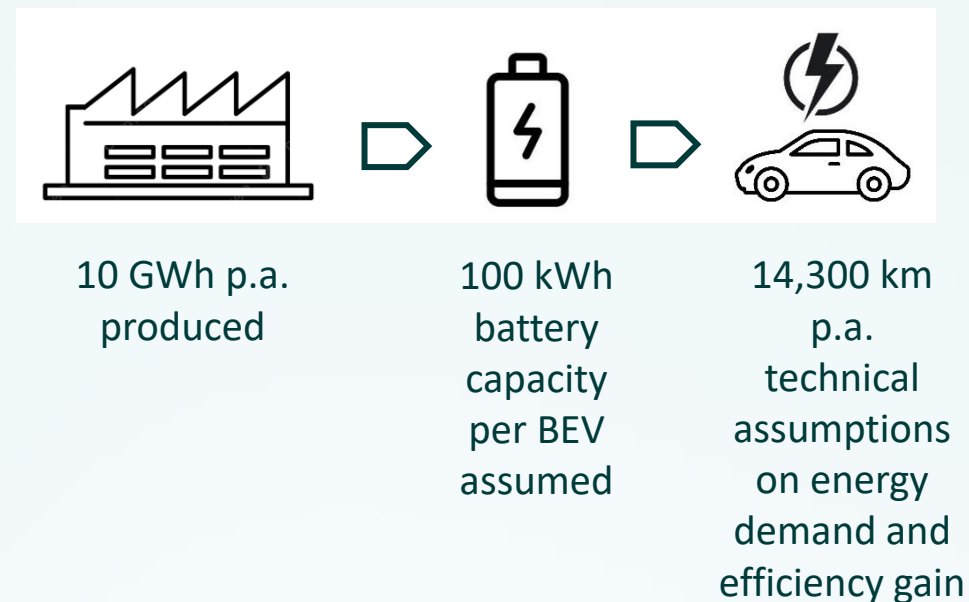 10 GWh p.a.
produced
100 kWh
battery
capacity
per BEV
assumed
14,300 km
p.a.
technical
assumptions
on energy
demand and
efficiency gain